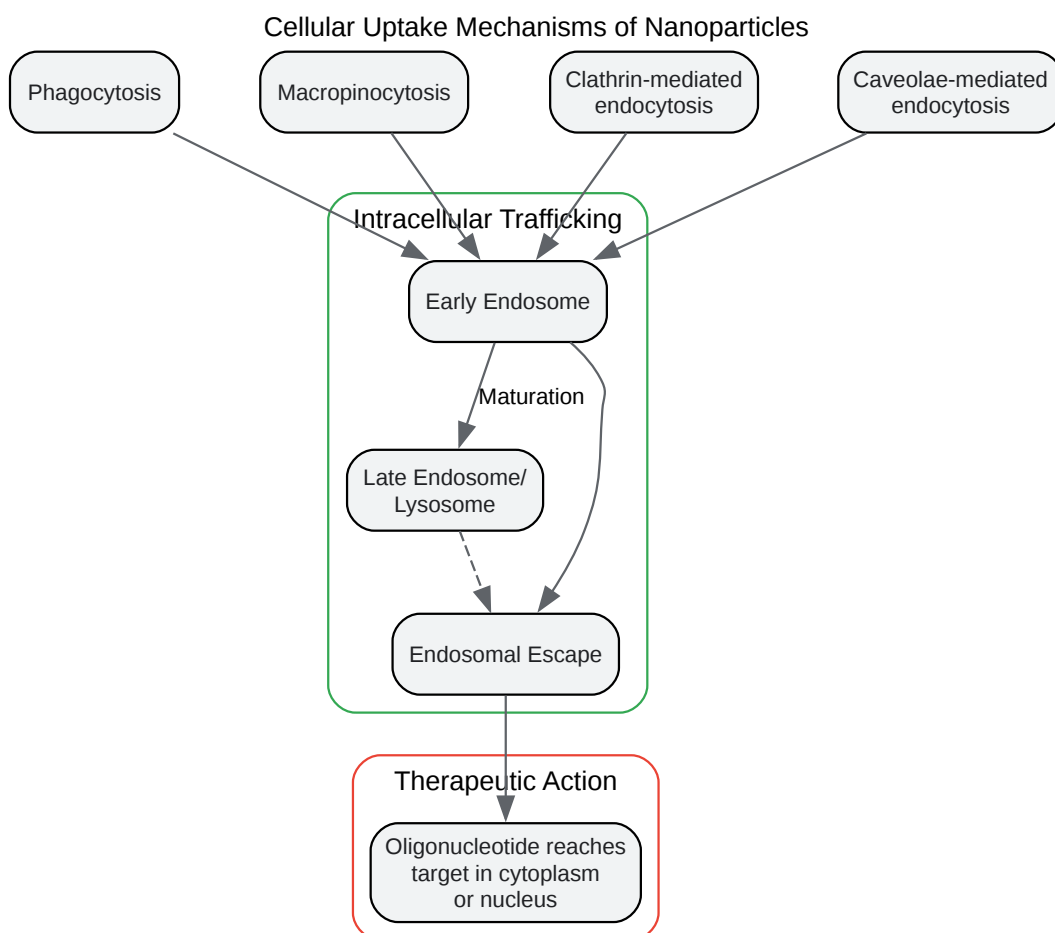 Cellular Uptake Mechanisms of Nanoparticles
Phagocytosis
Macropinocytosis
Clathrin-mediated
endocytosis
Caveolae-mediated
endocytosis
Intracellular Trafficking
Early Endosome
Maturation
Late Endosome/
Lysosome
Endosomal Escape
Therapeutic Action
Oligonucleotide reaches
target in cytoplasm
or nucleus